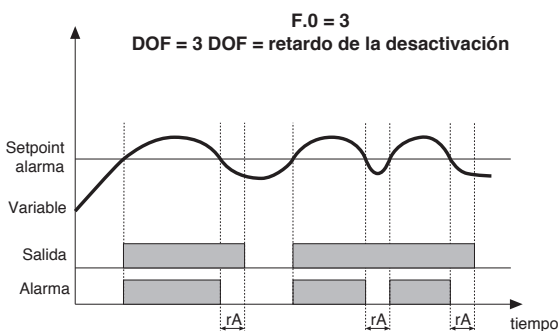 F.0 = 3
DOF = 3 DOF = retardo de la desactivación
Setpoint
alarma
Variable
Salida
Alarma
rA
rA
rA
tiempo